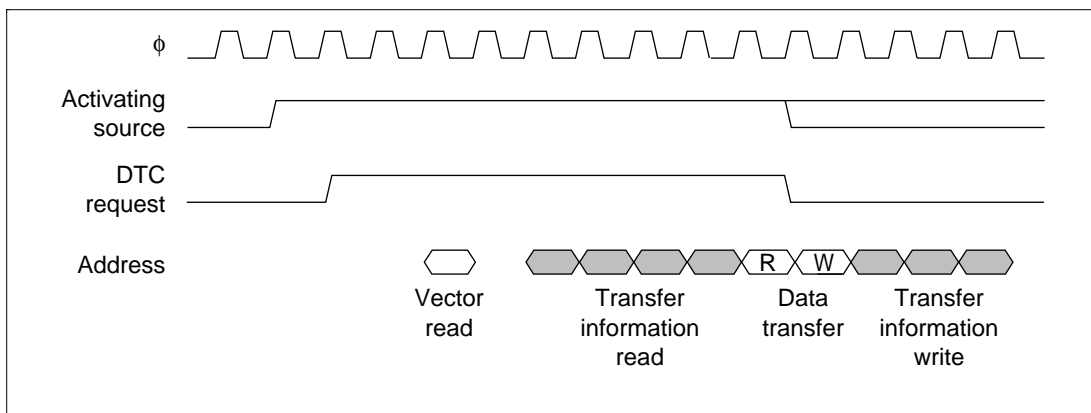 ϕ
Activating
source
DTC
request
Address
R W
Vector
read
Transfer
information
read
Data
transfer
Transfer
information
write